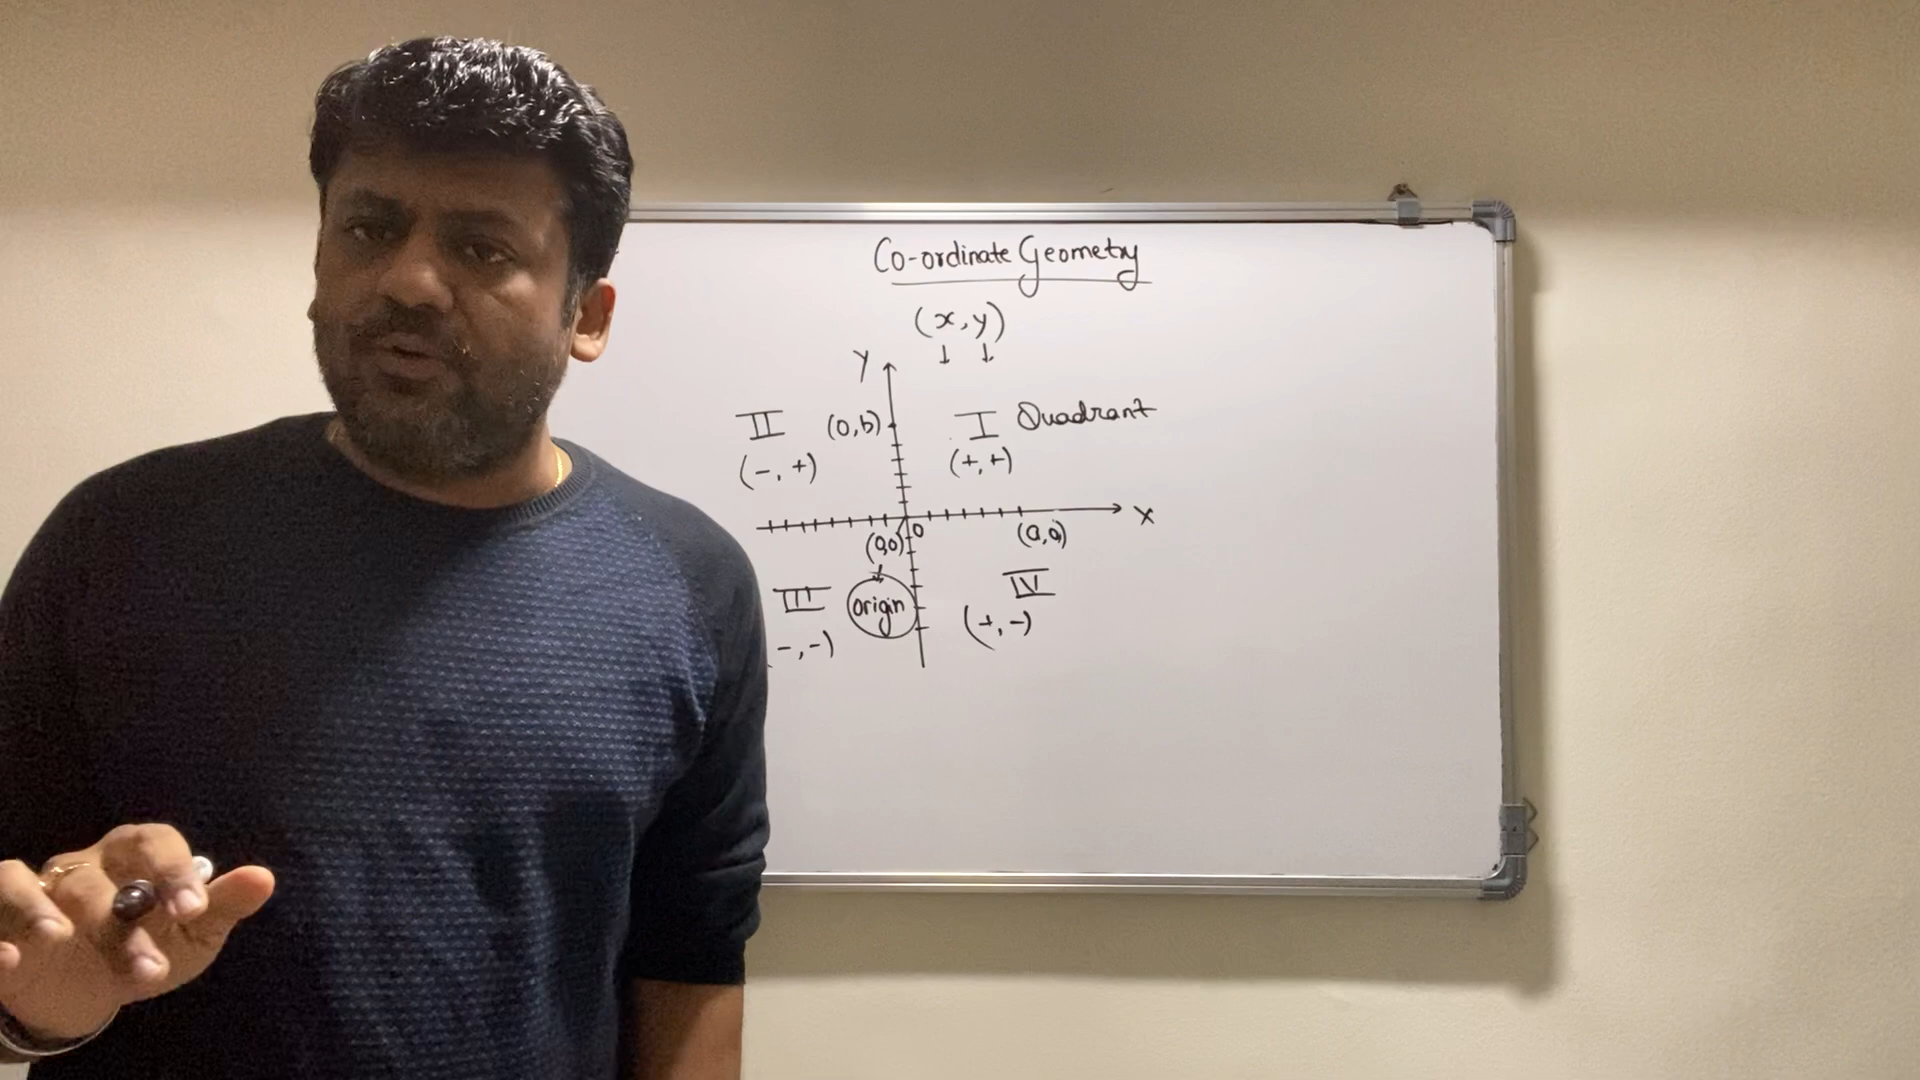 Co-ordinate Geometry
(x, y)
↓ ↓
Y
II (0,b) I Quadrant
(-, +) (+, +)
X
(0,0) 0 (a,0)
III origin IV
-, -) (+, -)